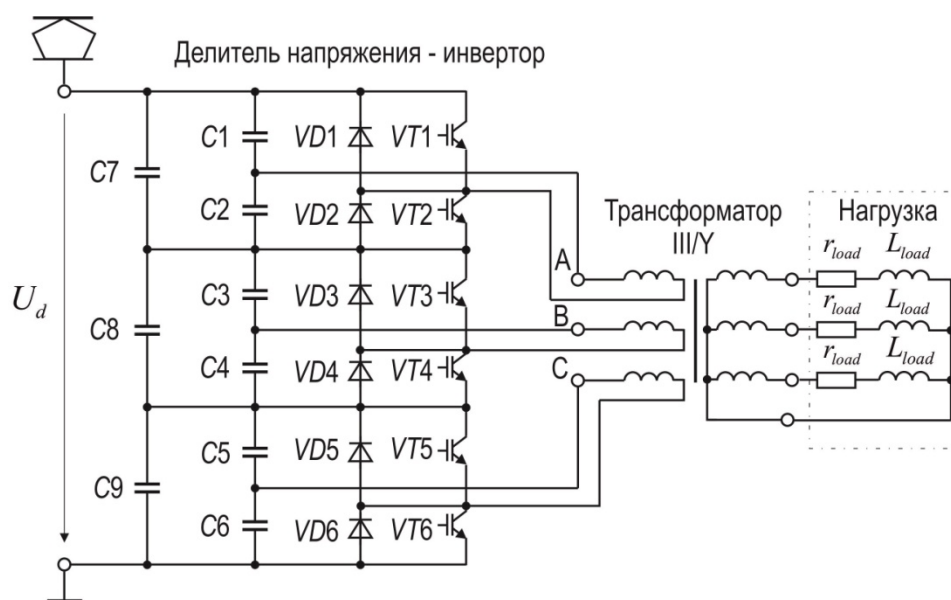 Делитель напряжения - инвертор
C1
VD1
VT1
C7
C2
VD2
VT2
Трансформатор
III/Y
Нагрузка
r_load
L_load
A
U_d
C3
VD3
VT3
C8
B
r_load
L_load
C4
VD4
VT4
C
r_load
L_load
C5
VD5
VT5
C9
C6
VD6
VT6